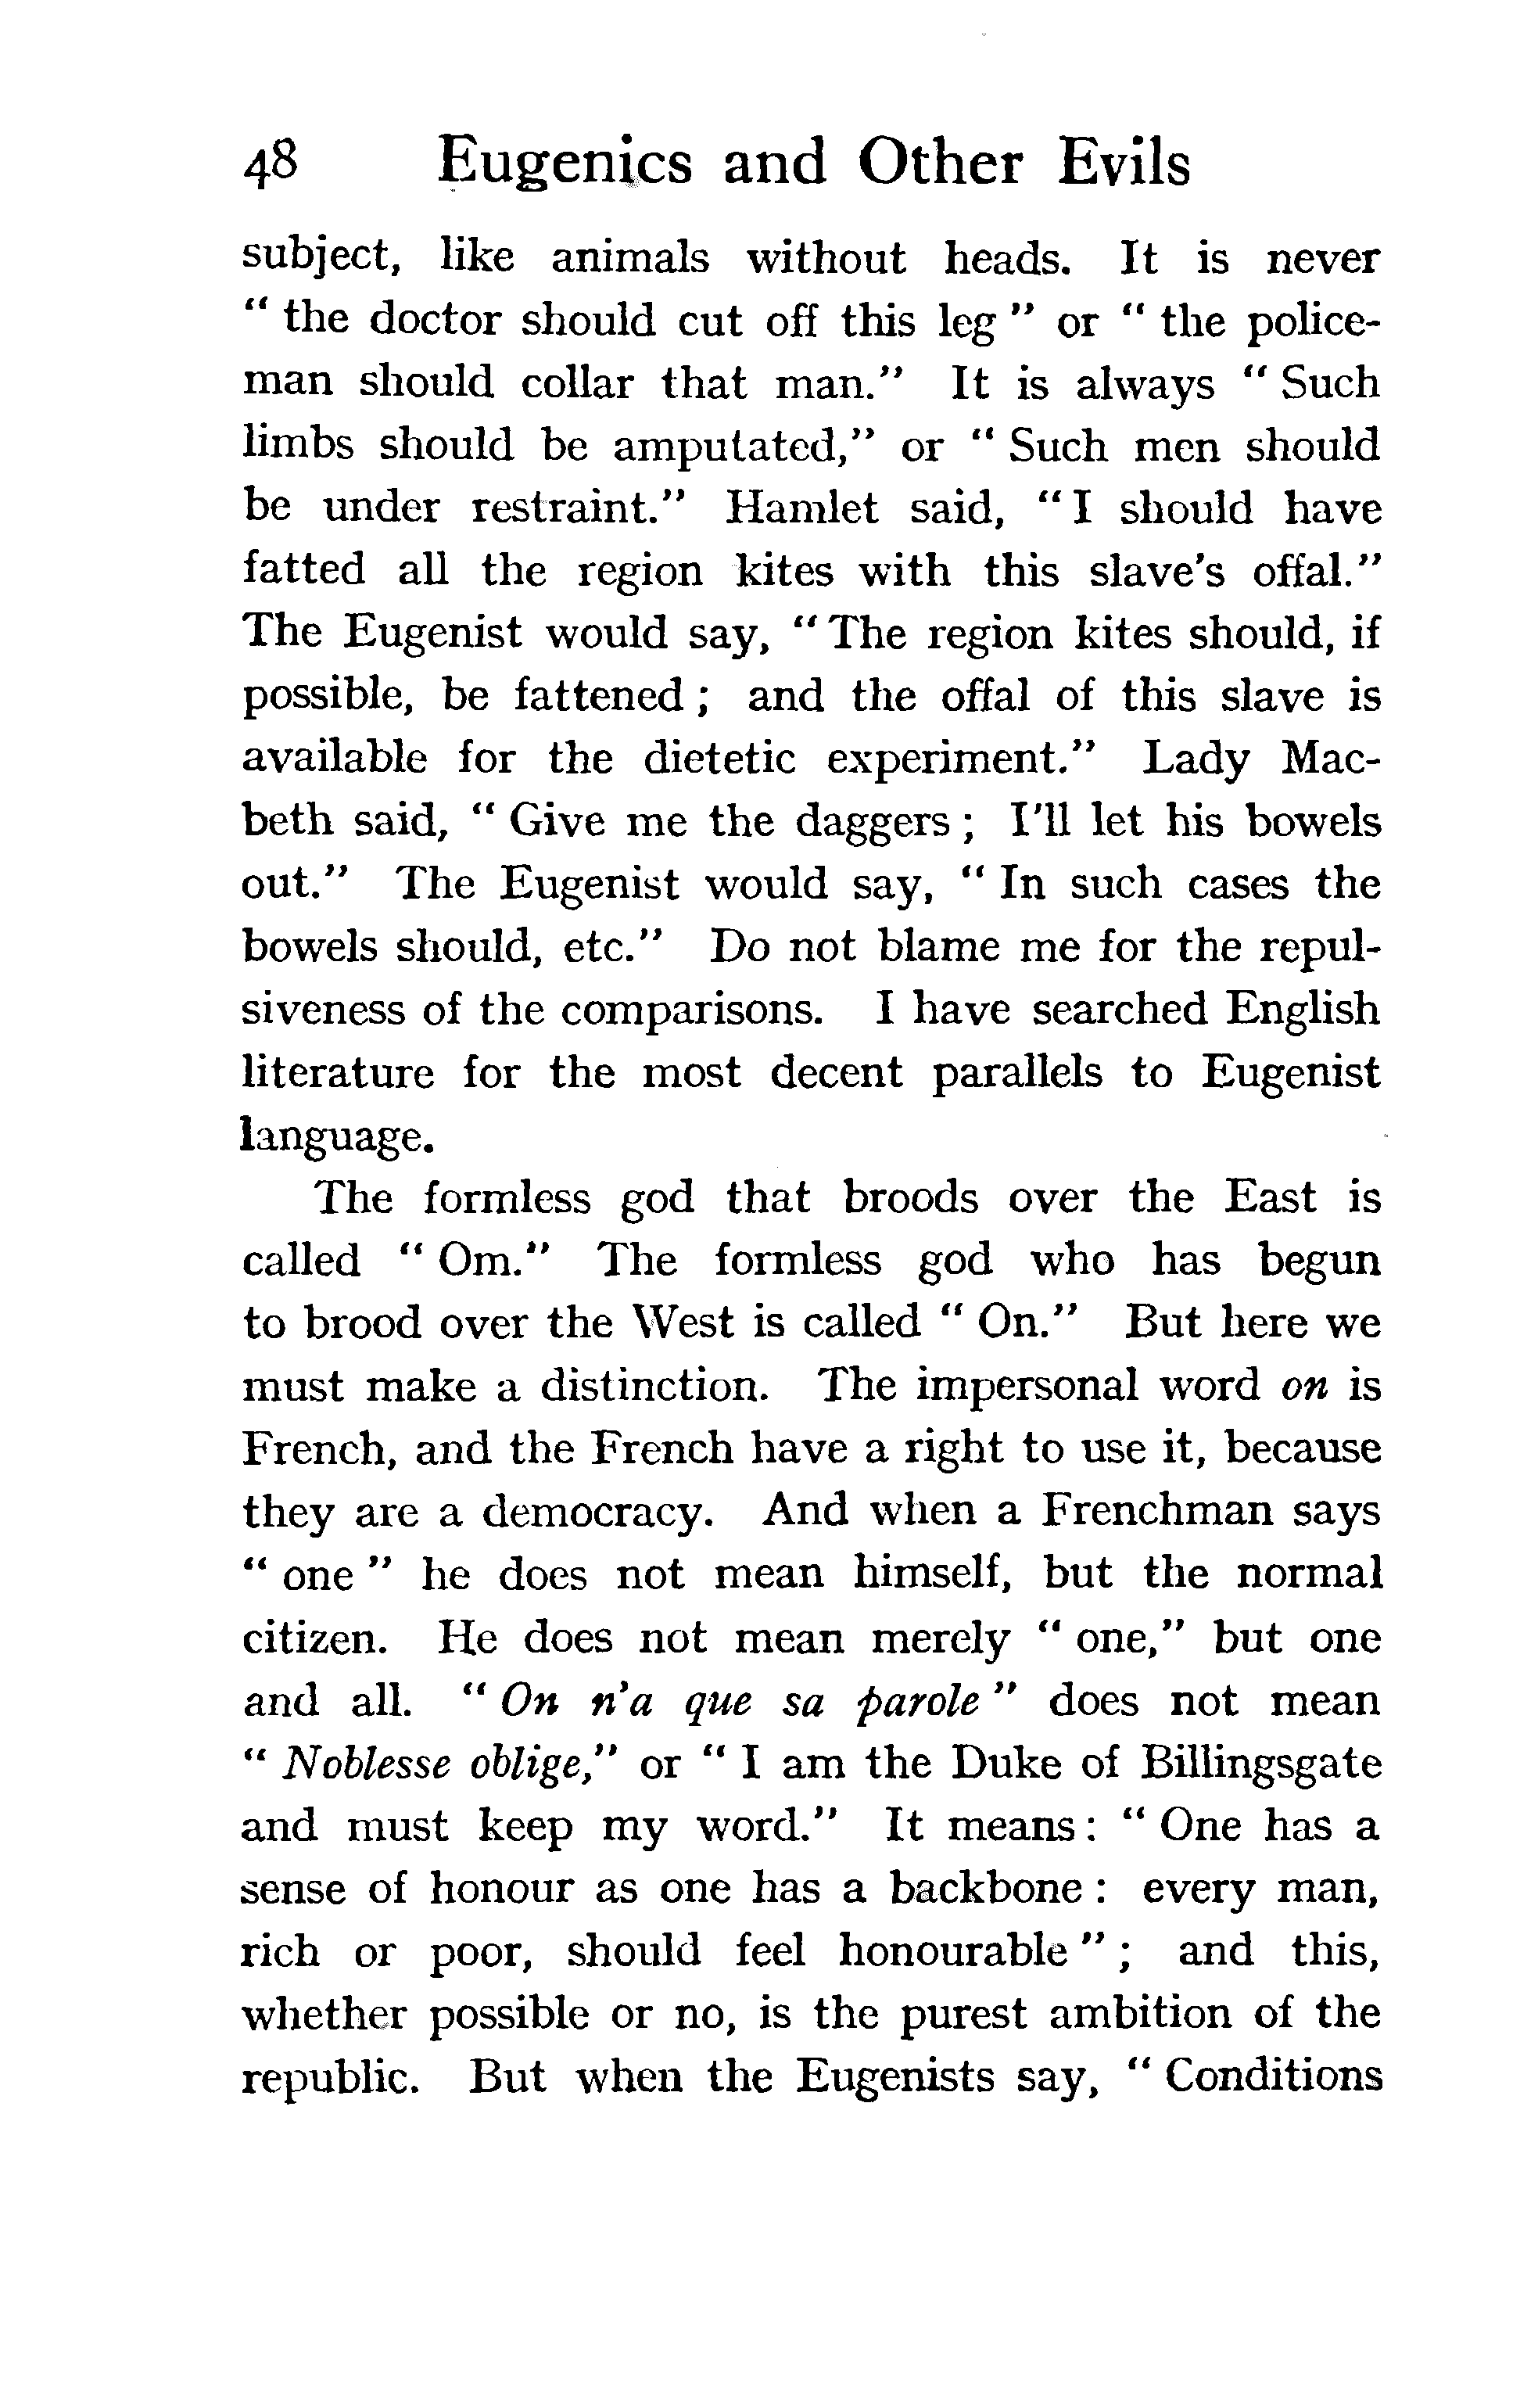 48 Eugenics and Other Evils
subject, like animals without heads. It is never
" the doctor should cut off this leg " or " the police-
man should collar that man." It is always " Such
limbs should be amputated," or " Such men should
be under restraint." Hamlet said, " I should have
fatted all the region kites with this slave's offal."
The Eugenist would say, " The region kites should, if
possible, be fattened ; and the offal of this slave is
available for the dietetic experiment." Lady Mac-
beth said, " Give me the daggers ; I'll let his bowels
out." The Eugenist would say, " In such cases the
bowels should, etc." Do not blame me for the repul-
siveness of the comparisons. I have searched English
literature for the most decent parallels to Eugenist
language.
The formless god that broods over the East is
called " Om." The formless god who has begun
to brood over the West is called " On." But here we
must make a distinction. The impersonal word on is
French, and the French have a right to use it, because
they are a democracy. And when a Frenchman says
" one " he does not mean himself, but the normal
citizen. He does not mean merely " one," but one
and all. " On n'a que sa parole " does not mean
" Noblesse oblige," or " I am the Duke of Billingsgate
and must keep my word." It means : " One has a
sense of honour as one has a backbone : every man,
rich or poor, should feel honourable " ; and this,
whether possible or no, is the purest ambition of the
republic. But when the Eugenists say, " Conditions